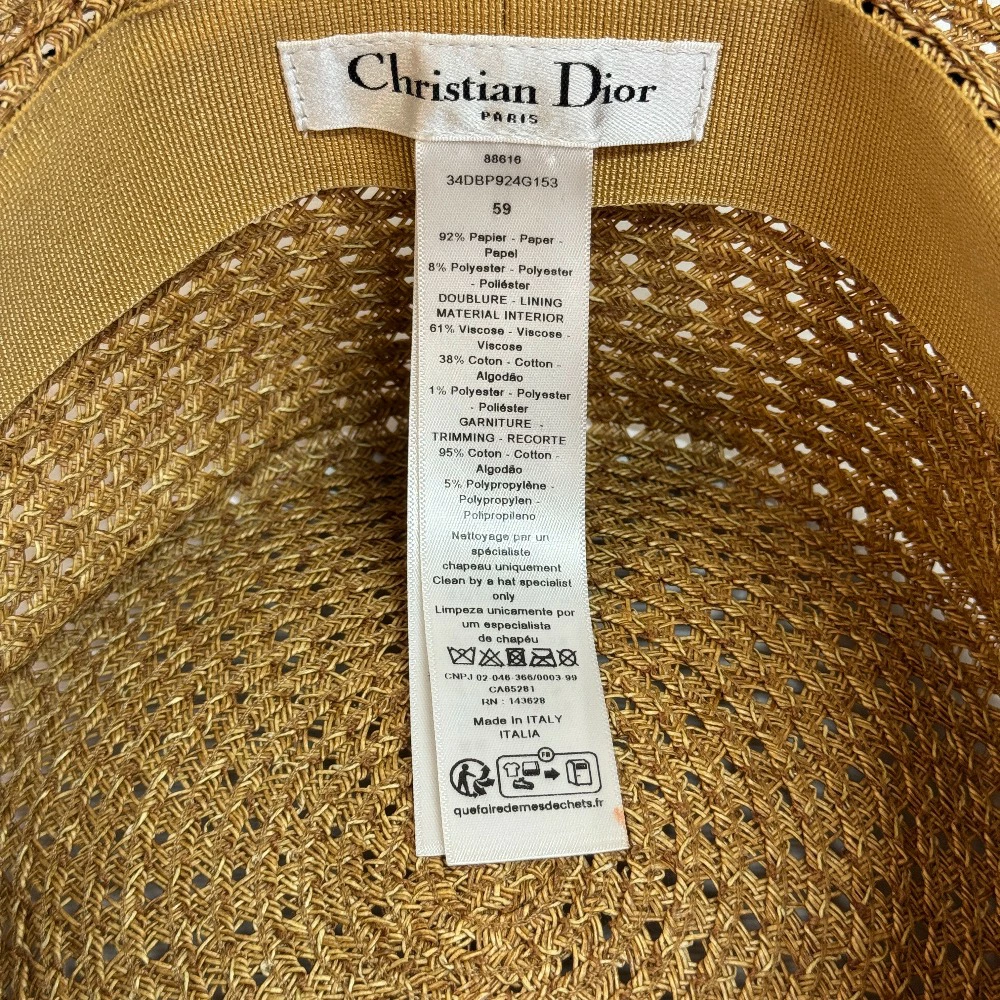 Christian Dior
PARIS
88616
34DBP924G153
59
92% Papier - Paper -
Papel
8% Polyester - Polyester
- Poliéster
DOUBLURE - LINING
MATERIAL INTERIOR
61% Viscose - Viscose -
Viscose
38% Coton - Cotton -
Algodão
1% Polyester - Polyester
- Poliéster
GARNITURE -
TRIMMING - RECORTE
95% Coton - Cotton -
Algodão
5% Polypropylène -
Polypropylen -
Polipropileno
Nettoyage par un
spécialiste
chapeau uniquement
Clean by a hat specialist
only
Limpeza unicamente por
um especialista
de chapéu
CNPJ 02-046-366/0003-99
CA65281
RN : 143628
Made in ITALY
ITALIA
FR
quefairedemesdechets.fr